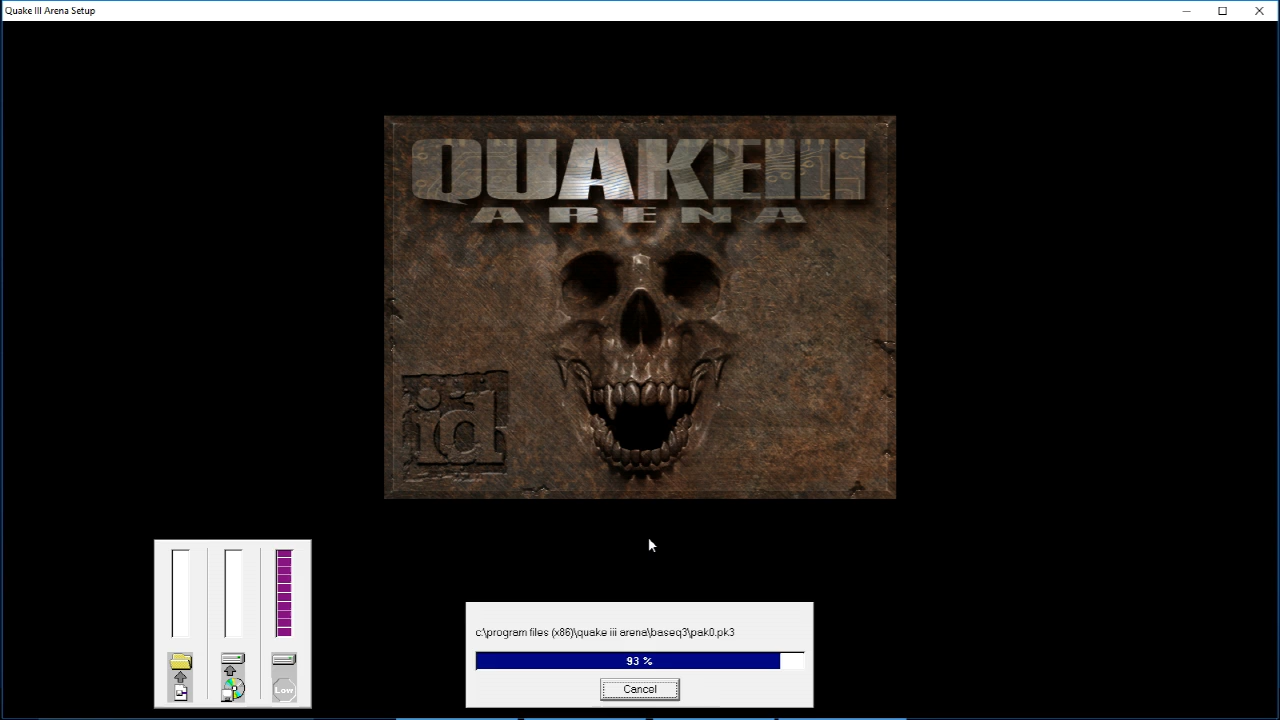 Quake III Arena Setup
QUAKE III
ARENA
id
c:\program files (x86)\quake iii arena\baseq3\pak0.pk3
93 %
Low
Cancel